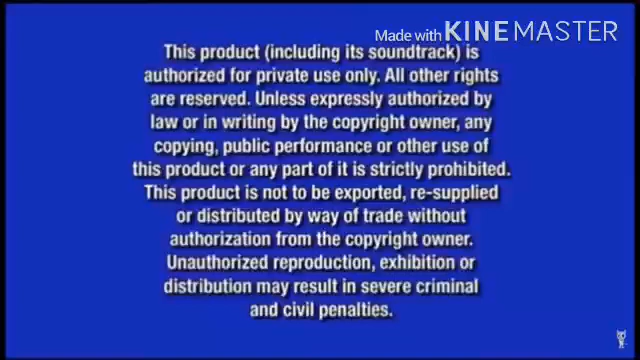 Made with KINEMASTER
This product (including its soundtrack) is
authorized for private use only. All other rights
are reserved. Unless expressly authorized by
law or in writing by the copyright owner, any
copying, public performance or other use of
this product or any part of it is strictly prohibited.
This product is not to be exported, re-supplied
or distributed by way of trade without
authorization from the copyright owner.
Unauthorized reproduction, exhibition or
distribution may result in severe criminal
and civil penalties.